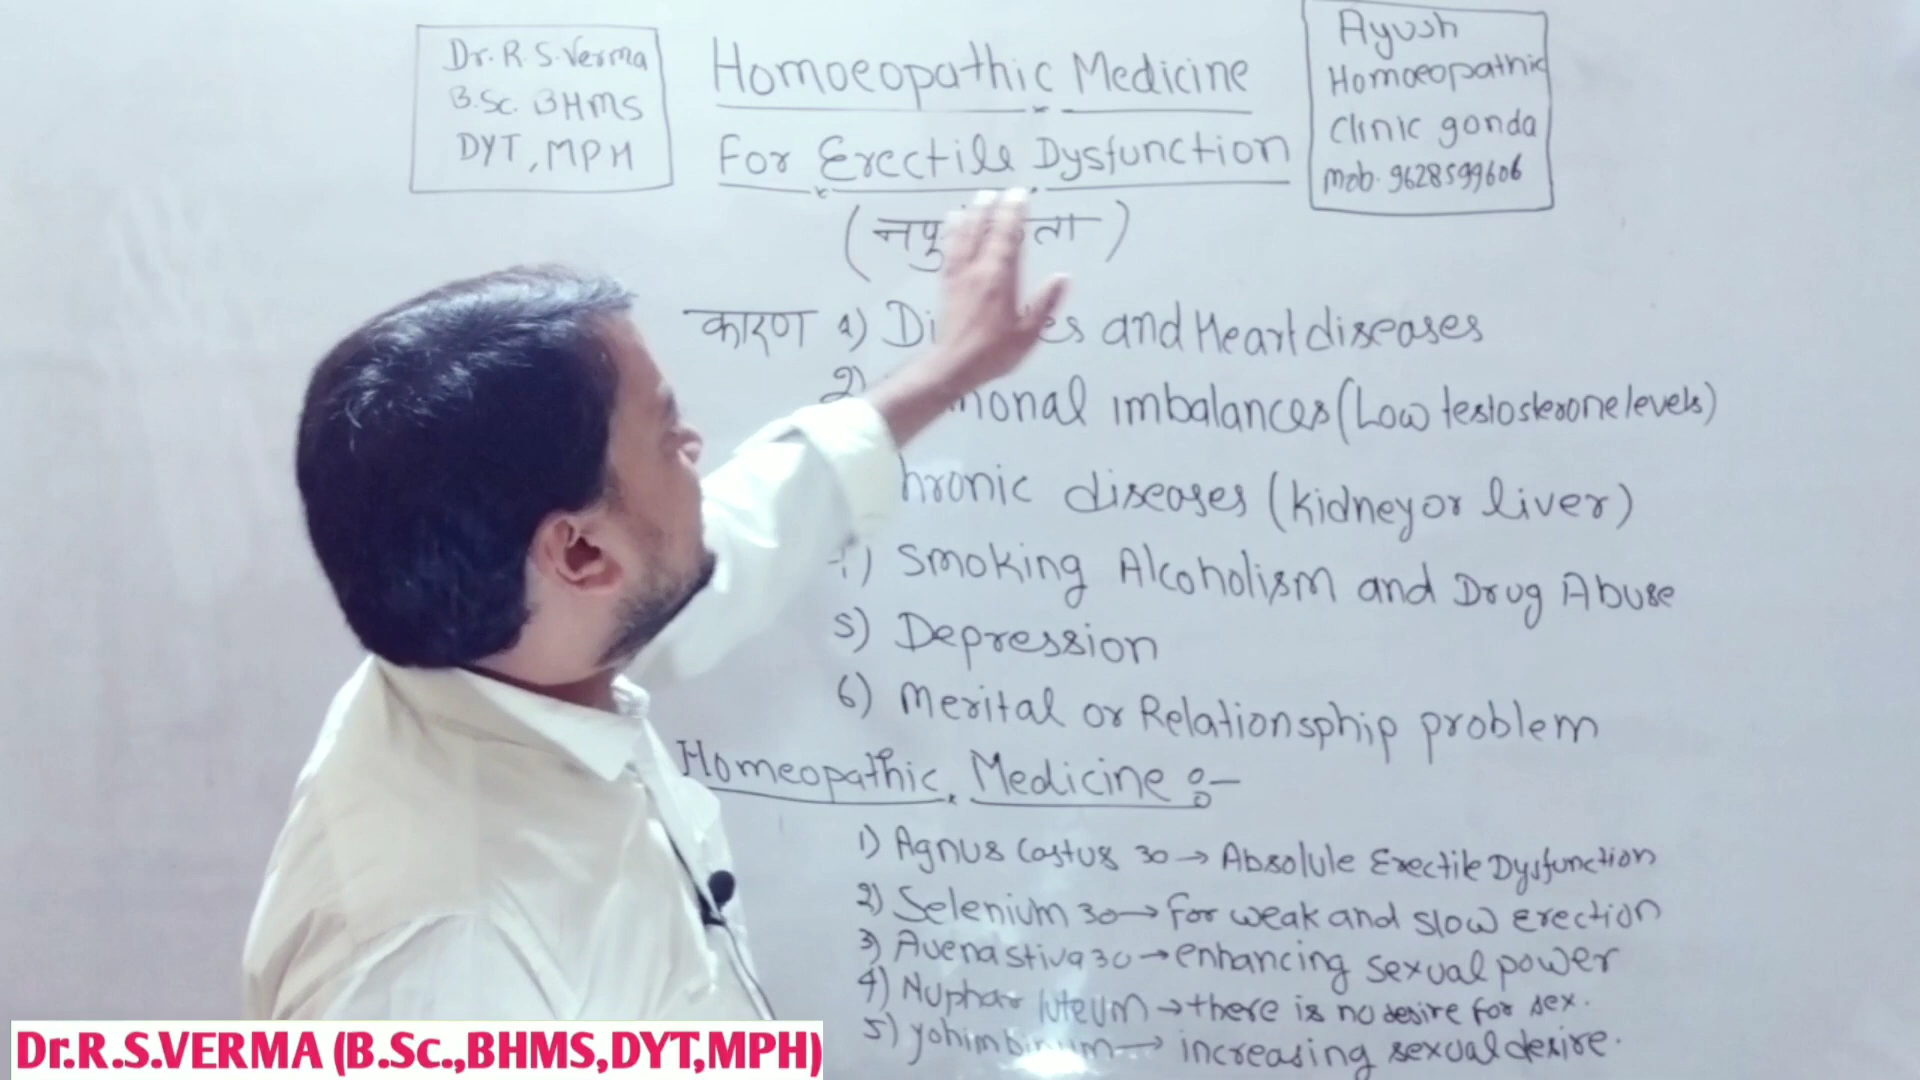 Dr. R. S. Verma
B.Sc. BHMS
DYT, MPH
Homoeopathic Medicine
For Erectile Dysfunction
Ayush
Homoeopathic
Clinic gonda
Mob. 9628599606
कारण 1) and Heart diseases
2) imbalances (Low testosterone levels)
diseases (kidney or liver)
Smoking Alcoholism and Drug Abuse
5) Depression
6) Merital or Relationsphip problem
Homeopathic Medicine :-
1) Agnus Castus 30 → Absolule Erectile Dysfunction
2) Selenium 30 → For weak and slow Erection
3) Avena stiva 30 → enhancing sexual power
4) Nuphar luteum → there is no desire for sex.
5) yohimbinum → increasing sexual desire.
Dr.R.S.VERMA (B.Sc.,BHMS,DYT,MPH)